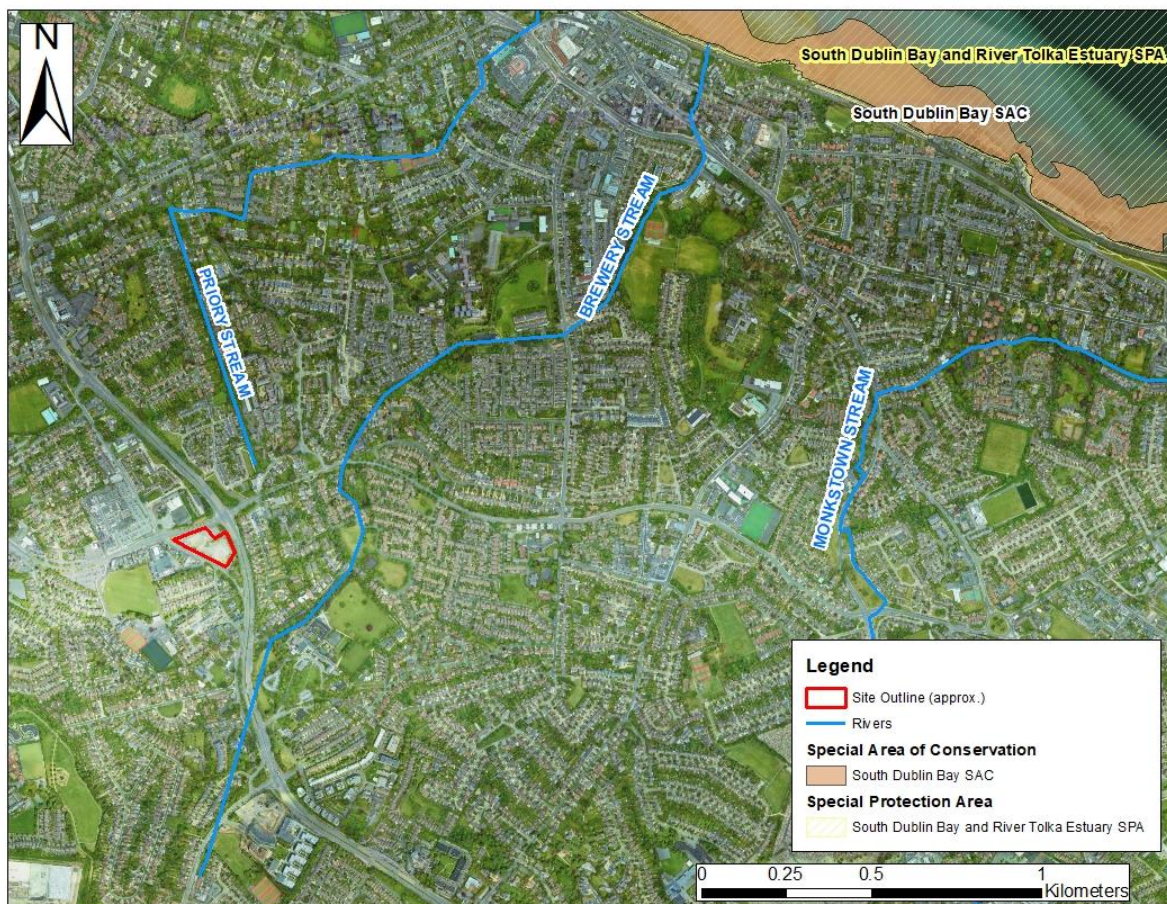 N
South Dublin Bay and River Tolka Estuary SPA
South Dublin Bay SAC
BREWERY STREAM
PRIORY STREAM
MONKSTOWN STREAM
Legend
Site Outline (approx.)
Rivers
Special Area of Conservation
South Dublin Bay SAC
Special Protection Area
South Dublin Bay and River Tolka Estuary SPA
0 0.25 0.5 1
Kilometers